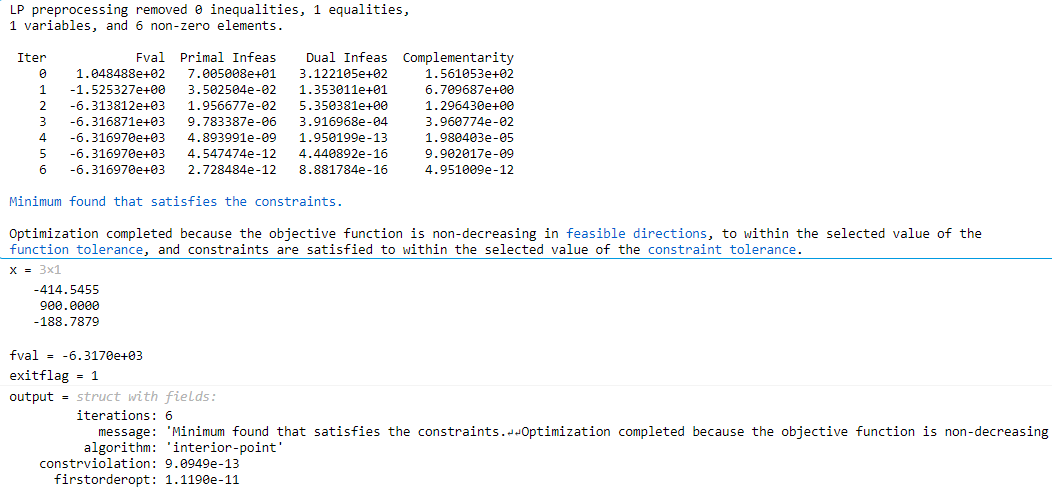 LP preprocessing removed 0 inequalities, 1 equalities,
1 variables, and 6 non-zero elements.
Iter Fval Primal Infeas Dual Infeas Complementarity
0 1.048488e+02 7.005008e+01 3.122105e+02 1.561053e+02
1 -1.525327e+00 3.502504e-02 1.353011e+01 6.709687e+00
2 -6.313812e+03 1.956677e-02 5.350381e+00 1.296430e+00
3 -6.316871e+03 9.783387e-06 3.916968e-04 3.960774e-02
4 -6.316970e+03 4.893991e-09 1.950199e-13 1.980403e-05
5 -6.316970e+03 4.547474e-12 4.440892e-16 9.902017e-09
6 -6.316970e+03 2.728484e-12 8.881784e-16 4.951009e-12
Minimum found that satisfies the constraints.
Optimization completed because the objective function is non-decreasing in feasible directions, to within the selected value of the
function tolerance, and constraints are satisfied to within the selected value of the constraint tolerance.
x = 3×1
-414.5455
900.0000
-188.7879
fval = -6.3170e+03
exitflag = 1
output = struct with fields:
iterations: 6
message: 'Minimum found that satisfies the constraints.↵↵Optimization completed because the objective function is non-decreasing
algorithm: 'interior-point'
constrviolation: 9.0949e-13
firstorderopt: 1.1190e-11